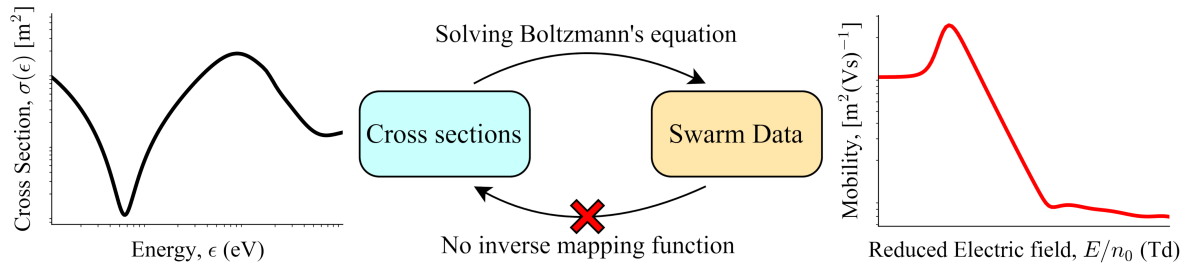 Cross Section, σ(ϵ) [m²]
Energy, ϵ (eV)
Solving Boltzmann's equation
Cross sections
Swarm Data
No inverse mapping function
Mobility, [m²(Vs)⁻¹]
Reduced Electric field, E/n₀ (Td)